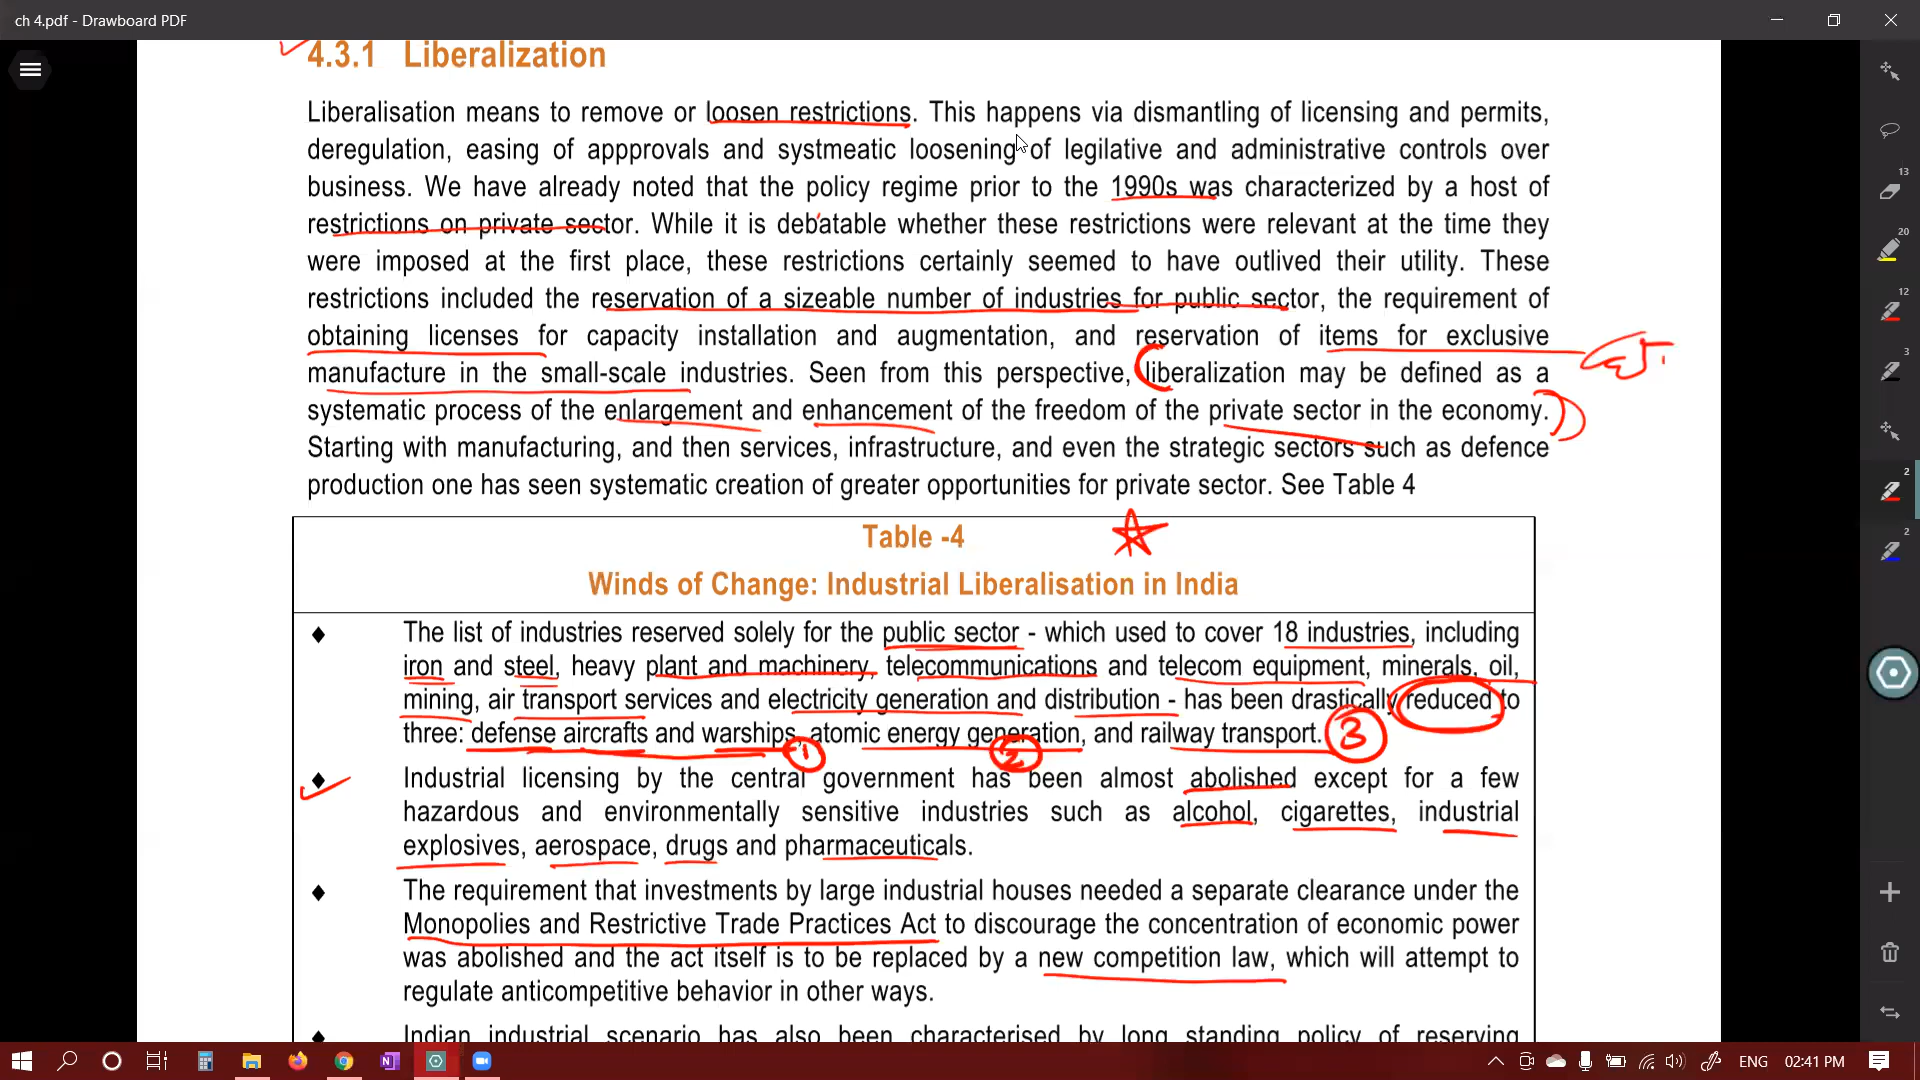 ch 4.pdf - Drawboard PDF
4.3.1 Liberalization
Liberalisation means to remove or loosen restrictions. This happens via dismantling of licensing and permits,
deregulation, easing of appprovals and systmeatic loosening of legilative and administrative controls over
business. We have already noted that the policy regime prior to the 1990s was characterized by a host of
restrictions on private sector. While it is debatable whether these restrictions were relevant at the time they
were imposed at the first place, these restrictions certainly seemed to have outlived their utility. These
restrictions included the reservation of a sizeable number of industries for public sector, the requirement of
obtaining licenses for capacity installation and augmentation, and reservation of items for exclusive
manufacture in the small-scale industries. Seen from this perspective, liberalization may be defined as a
systematic process of the enlargement and enhancement of the freedom of the private sector in the economy.
Starting with manufacturing, and then services, infrastructure, and even the strategic sectors such as defence
production one has seen systematic creation of greater opportunities for private sector. See Table 4
Table -4
Winds of Change: Industrial Liberalisation in India
♦ The list of industries reserved solely for the public sector - which used to cover 18 industries, including
iron and steel, heavy plant and machinery, telecommunications and telecom equipment, minerals, oil,
mining, air transport services and electricity generation and distribution - has been drastically reduced to
three: defense aircrafts and warships, atomic energy generation, and railway transport. 3
1 2
♦ Industrial licensing by the central government has been almost abolished except for a few
hazardous and environmentally sensitive industries such as alcohol, cigarettes, industrial
explosives, aerospace, drugs and pharmaceuticals.
♦ The requirement that investments by large industrial houses needed a separate clearance under the
Monopolies and Restrictive Trade Practices Act to discourage the concentration of economic power
was abolished and the act itself is to be replaced by a new competition law, which will attempt to
regulate anticompetitive behavior in other ways.
♦ Indian industrial scenario has also been characterised by long standing policy of reserving
13
20
12
3
2
2
ENG 02:41 PM